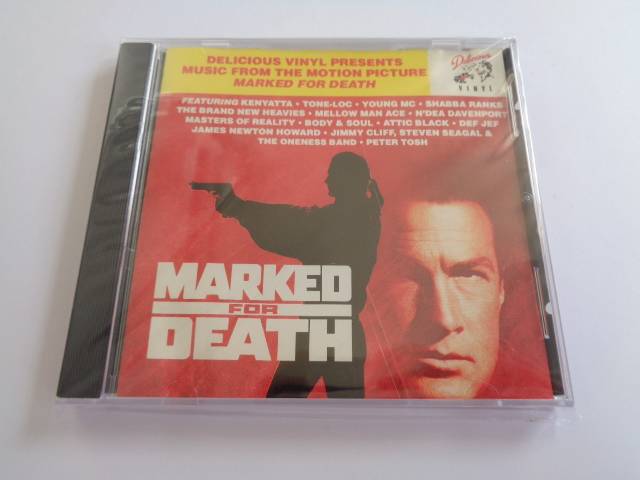 DELICIOUS VINYL PRESENTS
MUSIC FROM THE MOTION PICTURE
MARKED FOR DEATH
Delicious
VINYL
FEATURING KENYATTA • TONE-LOC • YOUNG MC • SHABBA RANKS
THE BRAND NEW HEAVIES • MELLOW MAN ACE • N'DEA DAVENPORT
MASTERS OF REALITY • BODY & SOUL • ATTIC BLACK • DEF JEF
JAMES NEWTON HOWARD • JIMMY CLIFF, STEVEN SEAGAL &
THE ONENESS BAND • PETER TOSH
MARKED
FOR
DEATH